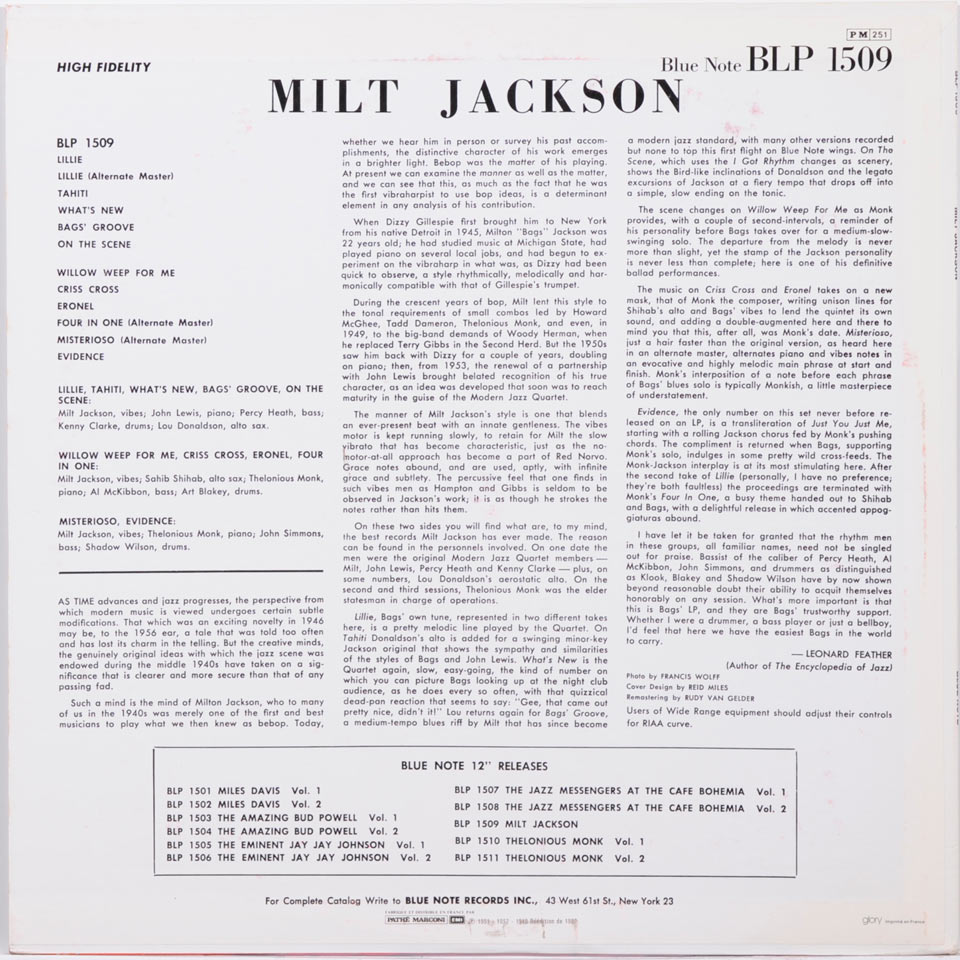 PM 251
HIGH FIDELITY
Blue Note BLP 1509
MILT JACKSON
BLP 1509
LILLIE
LILLIE (Alternate Master)
TAHITI
WHAT'S NEW
BAGS' GROOVE
ON THE SCENE
WILLOW WEEP FOR ME
CRISS CROSS
ERONEL
FOUR IN ONE (Alternate Master)
MISTERIOSO (Alternate Master)
EVIDENCE
LILLIE, TAHITI, WHAT'S NEW, BAGS' GROOVE, ON THE
SCENE:
Milt Jackson, vibes; John Lewis, piano; Percy Heath, bass;
Kenny Clarke, drums; Lou Donaldson, alto sax.
WILLOW WEEP FOR ME, CRISS CROSS, ERONEL, FOUR
IN ONE:
Milt Jackson, vibes; Sahib Shihab, alto sax; Thelonious Monk,
piano; Al McKibbon, bass; Art Blakey, drums.
MISTERIOSO, EVIDENCE:
Milt Jackson, vibes; Thelonious Monk, piano; John Simmons,
bass; Shadow Wilson, drums.
AS TIME advances and jazz progresses, the perspective from
which modern music is viewed undergoes certain subtle
modifications. That which was an exciting novelty in 1946
may be, to the 1956 ear, a tale that was told too often
and has lost its charm in the telling. But the creative minds,
the genuinely original ideas with which the jazz scene was
endowed during the middle 1940s have taken on a sig-
nificance that is clearer and more secure than that of any
passing fad.
Such a mind is the mind of Milton Jackson, who to many
of us in the 1940s was merely one of the first and best
musicians to play what we then knew as bebop. Today,
whether we hear him in person or survey his past accom-
plishments, the distinctive character of his work emerges
in a brighter light. Bebop was the matter of his playing.
At present we can examine the manner as well as the matter,
and we can see that this, as much as the fact that he was
the first vibraharpist to use bop ideas, is a determinant
element in any analysis of his contribution.
When Dizzy Gillespie first brought him to New York
from his native Detroit in 1945, Milton "Bags" Jackson was
22 years old; he had studied music at Michigan State, had
played piano on several local jobs, and had begun to ex-
periment on the vibraharp in what was, as Dizzy had been
quick to observe, a style rhythmically, melodically and har-
monically compatible with that of Gillespie's trumpet.
During the crescent years of bop, Milt lent this style to
the tonal requirements of small combos led by Howard
McGhee, Tadd Dameron, Thelonious Monk, and even, in
1949, to the big-band demands of Woody Herman, when
he replaced Terry Gibbs in the Second Herd. But the 1950s
saw him back with Dizzy for a couple of years, doubling
on piano; then, from 1953, the renewal of a partnership
with John Lewis brought belated recognition of his true
character, as an idea was developed that soon was to reach
maturity in the guise of the Modern Jazz Quartet.
The manner of Milt Jackson's style is one that blends
an ever-present beat with an innate gentleness. The vibes
motor is kept running slowly, to retain for Milt the slow
vibrato that has become characteristic, just as the no-
motor-at-all approach has become a part of Red Norvo.
Grace notes abound, and are used, aptly, with infinite
grace and subtlety. The percussive feel that one finds in
such vibes men as Hampton and Gibbs is seldom to be
observed in Jackson's work; it is as though he strokes the
notes rather than hits them.
On these two sides you will find what are, to my mind,
the best records Milt Jackson has ever made. The reason
can be found in the personnels involved. On one date the
men were the original Modern Jazz Quartet members —
Milt, John Lewis, Percy Heath and Kenny Clarke — plus, on
some numbers, Lou Donaldson's aerostatic alto. On the
second and third sessions, Thelonious Monk was the elder
statesman in charge of operations.
Lillie, Bags' own tune, represented in two different takes
here, is a pretty melodic line played by the Quartet. On
Tahiti Donaldson's alto is added for a swinging minor-key
Jackson original that shows the sympathy and similarities
of the styles of Bags and John Lewis. What's New is the
Quartet again, slow, easy-going, the kind of number on
which you can picture Bags looking up at the night club
audience, as he does every so often, with that quizzical
dead-pan reaction that seems to say: "Gee, that came out
pretty nice, didn't it!" Lou returns again for Bags' Groove,
a medium-tempo blues riff by Milt that has since become
a modern jazz standard, with many other versions recorded
but none to top this first flight on Blue Note wings. On The
Scene, which uses the I Got Rhythm changes as scenery,
shows the Bird-like inclinations of Donaldson and the legato
excursions of Jackson at a fiery tempo that drops off into
a simple, slow ending on the tonic.
The scene changes on Willow Weep For Me as Monk
provides, with a couple of second-intervals, a reminder of
his personality before Bags takes over for a medium-slow-
swinging solo. The departure from the melody is never
more than slight, yet the stamp of the Jackson personality
is never less than complete; here is one of his definitive
ballad performances.
The music on Criss Cross and Eronel takes on a new
mask, that of Monk the composer, writing unison lines for
Shihab's alto and Bags' vibes to lend the quintet its own
sound, and adding a double-augmented here and there to
mind you that this, after all, was Monk's date. Misterioso,
just a hair faster than the original version, as heard here
in an alternate master, alternates piano and vibes notes in
an evocative and highly melodic main phrase at start and
finish. Monk's interposition of a note before each phrase
of Bags' blues solo is typically Monkish, a little masterpiece
of understatement.
Evidence, the only number on this set never before re-
leased on an LP, is a transliteration of Just You Just Me,
starting with a rolling Jackson chorus fed by Monk's pushing
chords. The compliment is returned when Bags, supporting
Monk's solo, indulges in some pretty wild cross-feeds. The
Monk-Jackson interplay is at its most stimulating here. After
the second take of Lillie (personally, I have no preference;
they're both faultless) the proceedings are terminated with
Monk's Four In One, a busy theme handed out to Shihab
and Bags, with a delightful release in which accented appog-
giaturas abound.
I have let it be taken for granted that the rhythm men
in these groups, all familiar names, need not be singled
out for praise. Bassist of the caliber of Percy Heath, Al
McKibbon, John Simmons, and drummers as distinguished
as Klook, Blakey and Shadow Wilson have by now shown
beyond reasonable doubt their ability to acquit themselves
honorably on any session. What's more important is that
this is Bags' LP, and they are Bags' trustworthy support.
Whether I were a drummer, a bass player or just a bellboy,
I'd feel that here we have the easiest Bags in the world
to carry.
— LEONARD FEATHER
(Author of The Encyclopedia of Jazz)
Photo by FRANCIS WOLFF
Cover Design by REID MILES
Remastering by RUDY VAN GELDER
Users of Wide Range equipment should adjust their controls
for RIAA curve.
BLUE NOTE 12" RELEASES
BLP 1501 MILES DAVIS Vol. 1
BLP 1502 MILES DAVIS Vol. 2
BLP 1503 THE AMAZING BUD POWELL Vol. 1
BLP 1504 THE AMAZING BUD POWELL Vol. 2
BLP 1505 THE EMINENT JAY JAY JOHNSON Vol. 1
BLP 1506 THE EMINENT JAY JAY JOHNSON Vol. 2
BLP 1507 THE JAZZ MESSENGERS AT THE CAFE BOHEMIA Vol. 1
BLP 1508 THE JAZZ MESSENGERS AT THE CAFE BOHEMIA Vol. 2
BLP 1509 MILT JACKSON
BLP 1510 THELONIOUS MONK Vol. 1
BLP 1511 THELONIOUS MONK Vol. 2
For Complete Catalog Write to BLUE NOTE RECORDS INC., 43 West 61st St., New York 23
FABRIQUE ET DISTRIBUE EN FRANCE PAR
PATHÉ MARCONI EMI
glory Imprimé en France